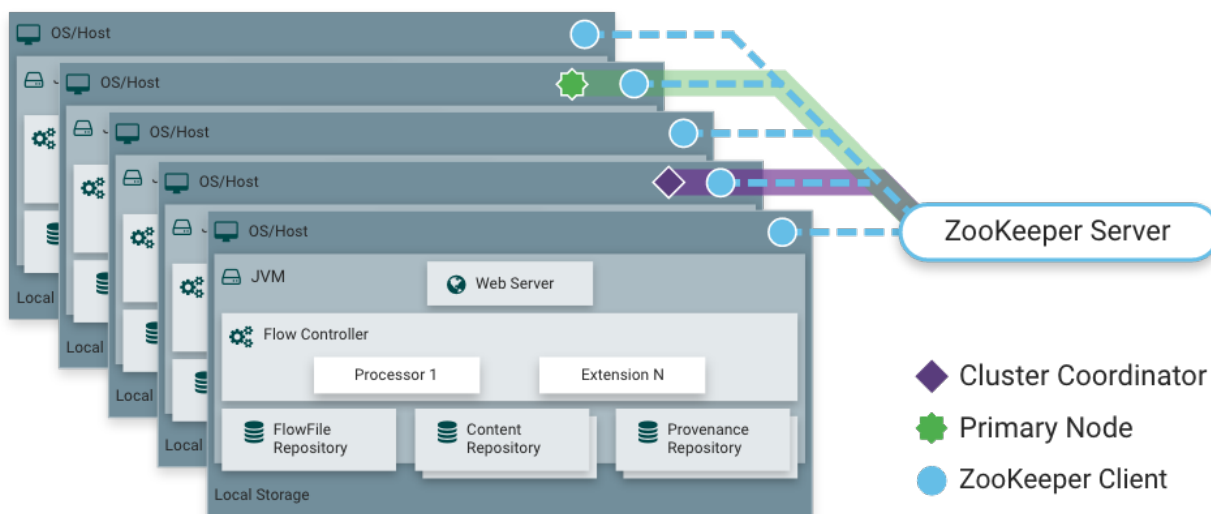 OS/Host
OS/Host
OS/Host
OS/Host
OS/Host
JVM
Web Server
Flow Controller
Processor 1
Extension N
FlowFile
Repository
Content
Repository
Provenance
Repository
Local Storage
Local
Local
Local
Local
ZooKeeper Server
Cluster Coordinator
Primary Node
ZooKeeper Client